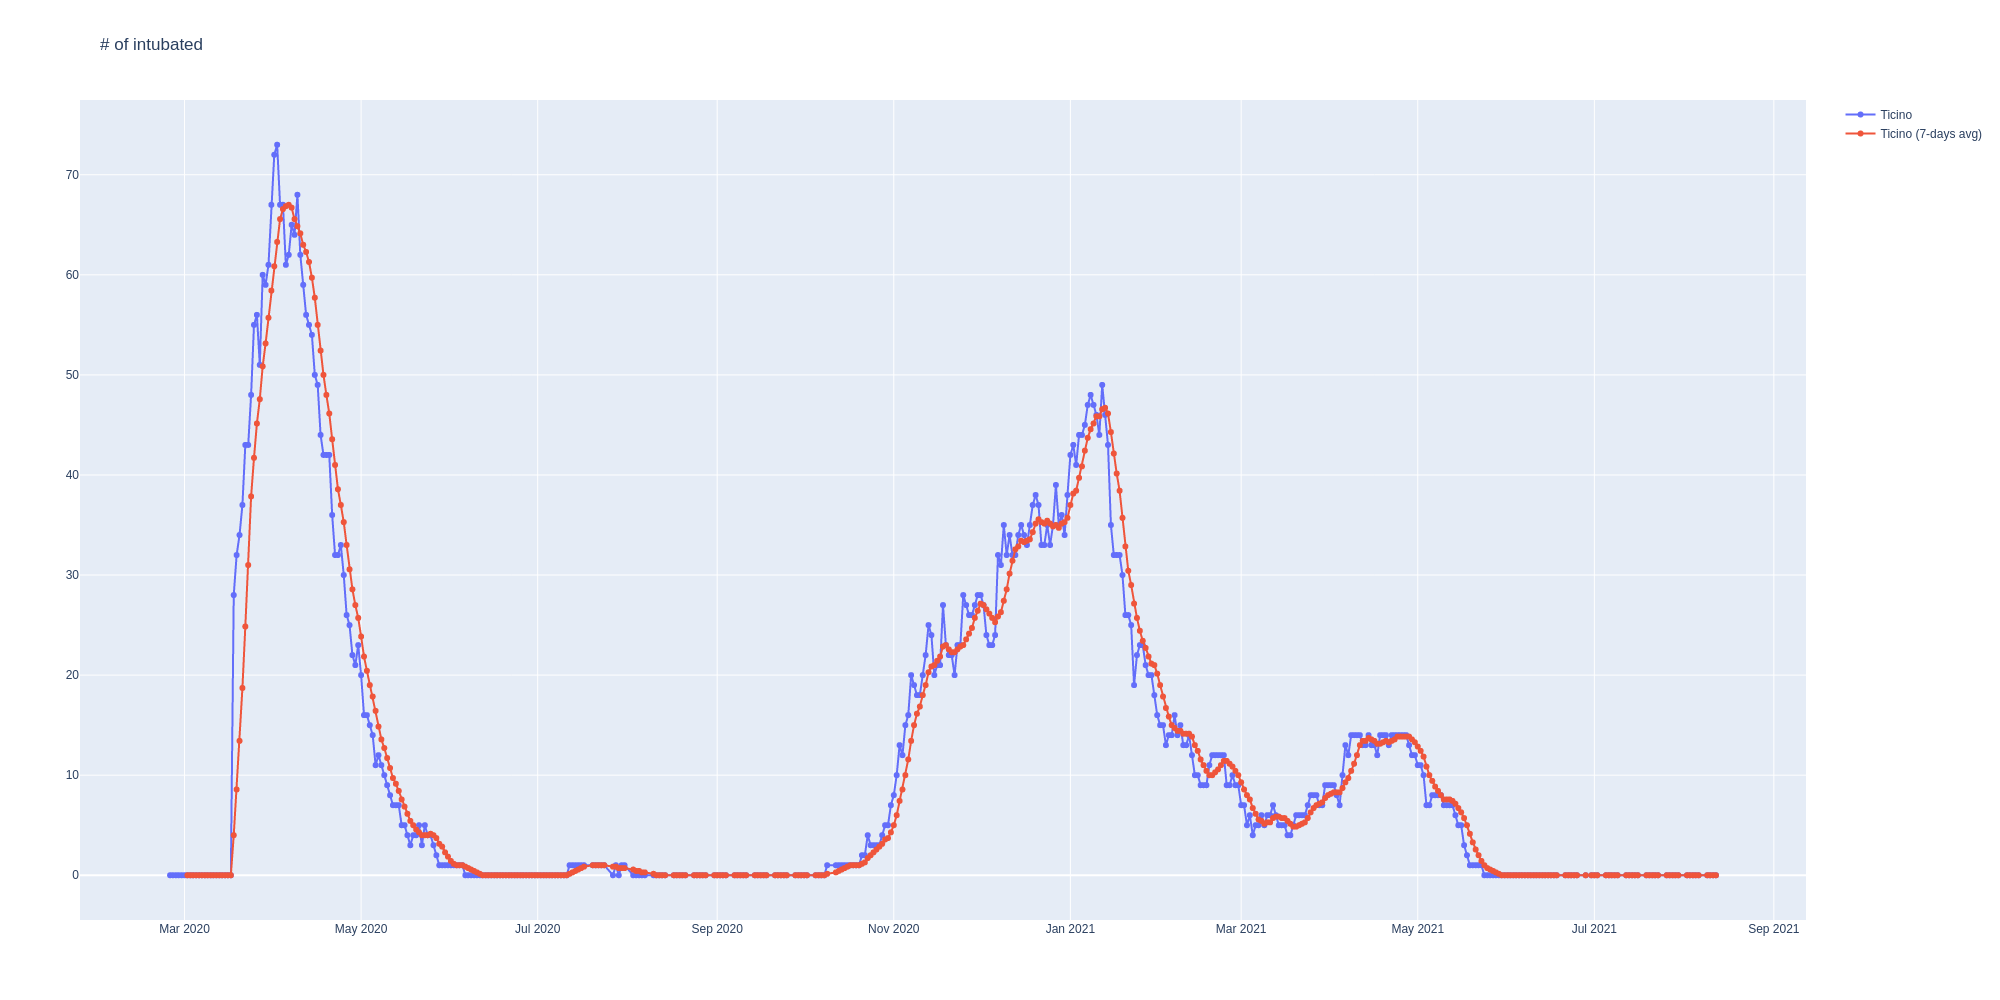 # of intubated
Ticino
Ticino (7-days avg)
70
60
50
40
30
20
10
0
Mar 2020
May 2020
Jul 2020
Sep 2020
Nov 2020
Jan 2021
Mar 2021
May 2021
Jul 2021
Sep 2021